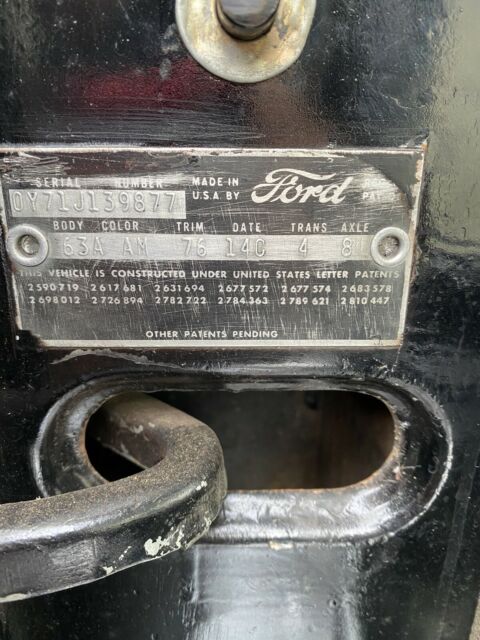 SERIAL NUMBER MADE IN Ford
0Y71J139877 U.S.A BY
BODY COLOR TRIM DATE TRANS AXLE
63A AM 76 14C 4 8
THIS VEHICLE IS CONSTRUCTED UNDER UNITED STATES LETTER PATENTS
2590719 2617681 2631694 2677572 2677574 2683578
2698012 2726894 2782722 2784363 2789621 2810447
OTHER PATENTS PENDING